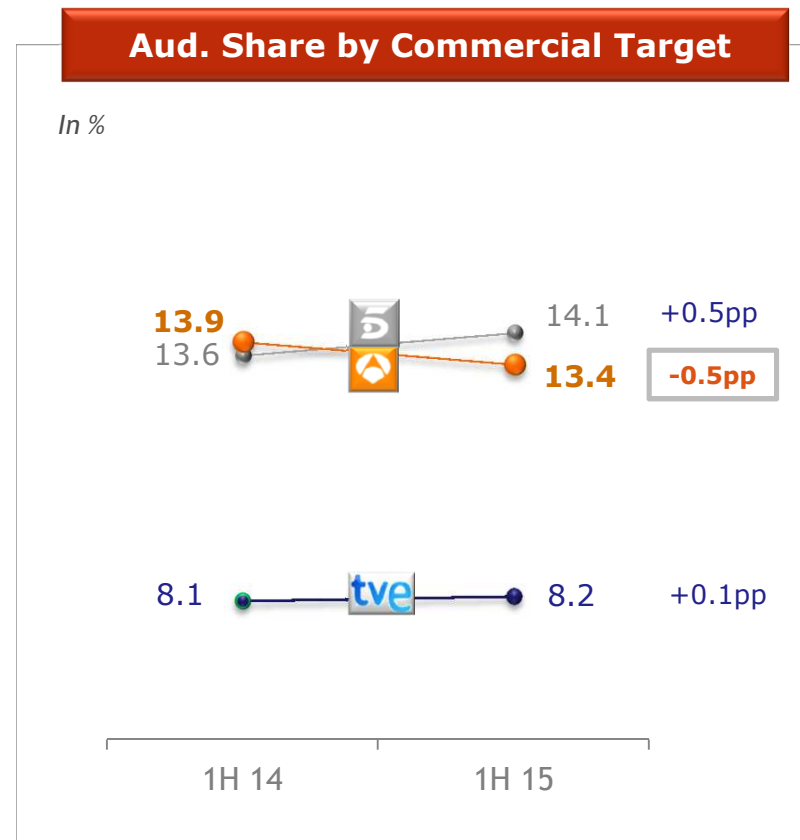 Aud. Share by Commercial Target
In %
13.9
13.6
5
14.1
+0.5pp
13.4
-0.5pp
8.1
tve
8.2
+0.1pp
1H 14
1H 15